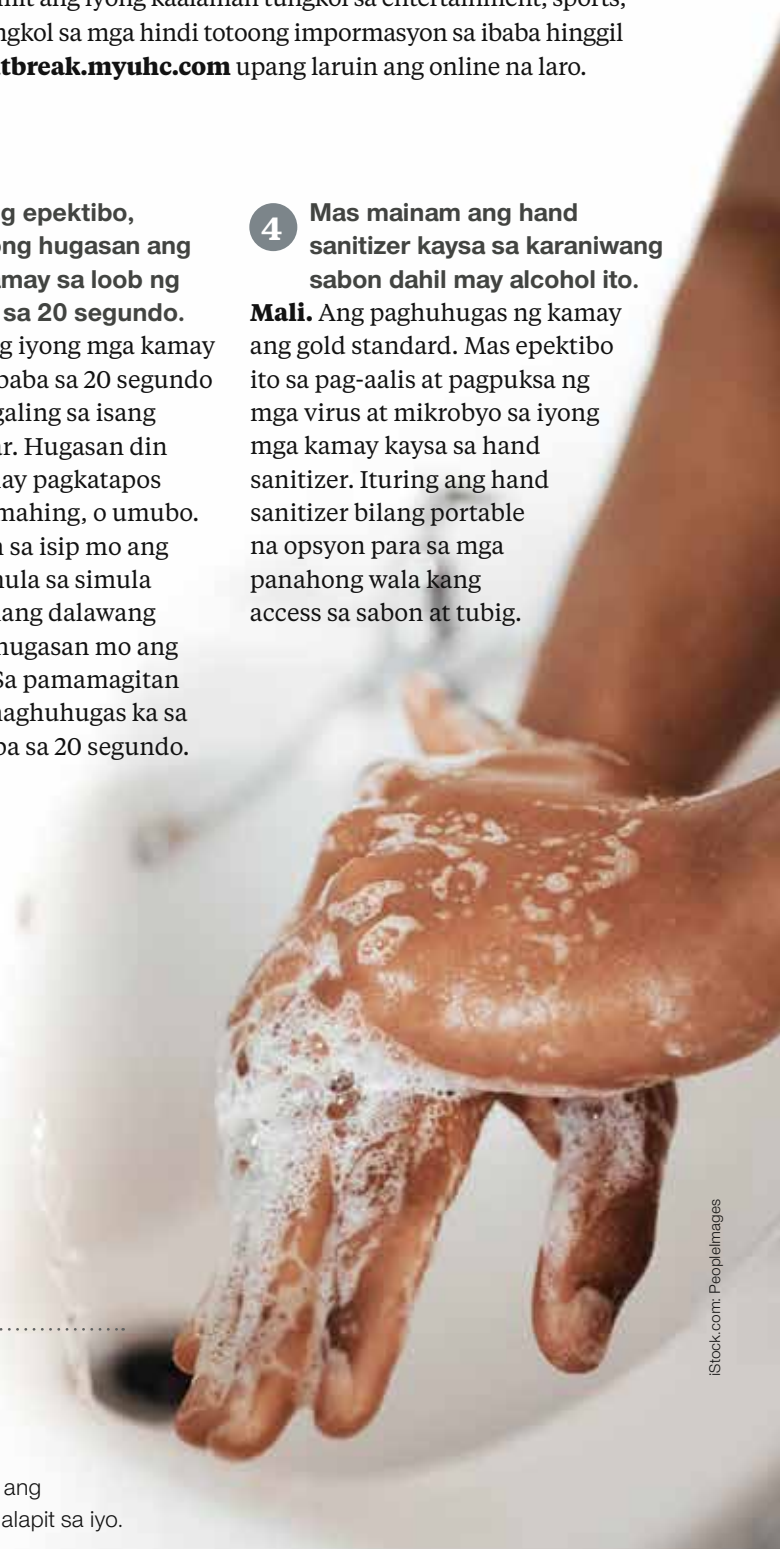 ang iyong kaalaman tungkol sa entertainment, sports,
sa mga hindi totoong impormasyon sa ibaba hinggil
tbreak.myuhc.com upang laruin ang online na laro.
g epektibo,
ong hugasan ang
amay sa loob ng
sa 20 segundo.
g iyong mga kamay
baba sa 20 segundo
galing sa isang
ar. Hugasan din
ay pagkatapos
mahing, o umubo.
n sa isip mo ang
ula sa simula
ang dalawang
hugasan mo ang
Sa pamamagitan
naghuhugas ka sa
ba sa 20 segundo.
4 Mas mainam ang hand
sanitizer kaysa sa karaniwang
sabon dahil may alcohol ito.
Mali. Ang paghuhugas ng kamay
ang gold standard. Mas epektibo
ito sa pag-aalis at pagpuksa ng
mga virus at mikrobyo sa iyong
mga kamay kaysa sa hand
sanitizer. Ituring ang hand
sanitizer bilang portable
na opsyon para sa mga
panahong wala kang
access sa sabon at tubig.
iStock.com: PeopleImages
ang
alapit sa iyo.